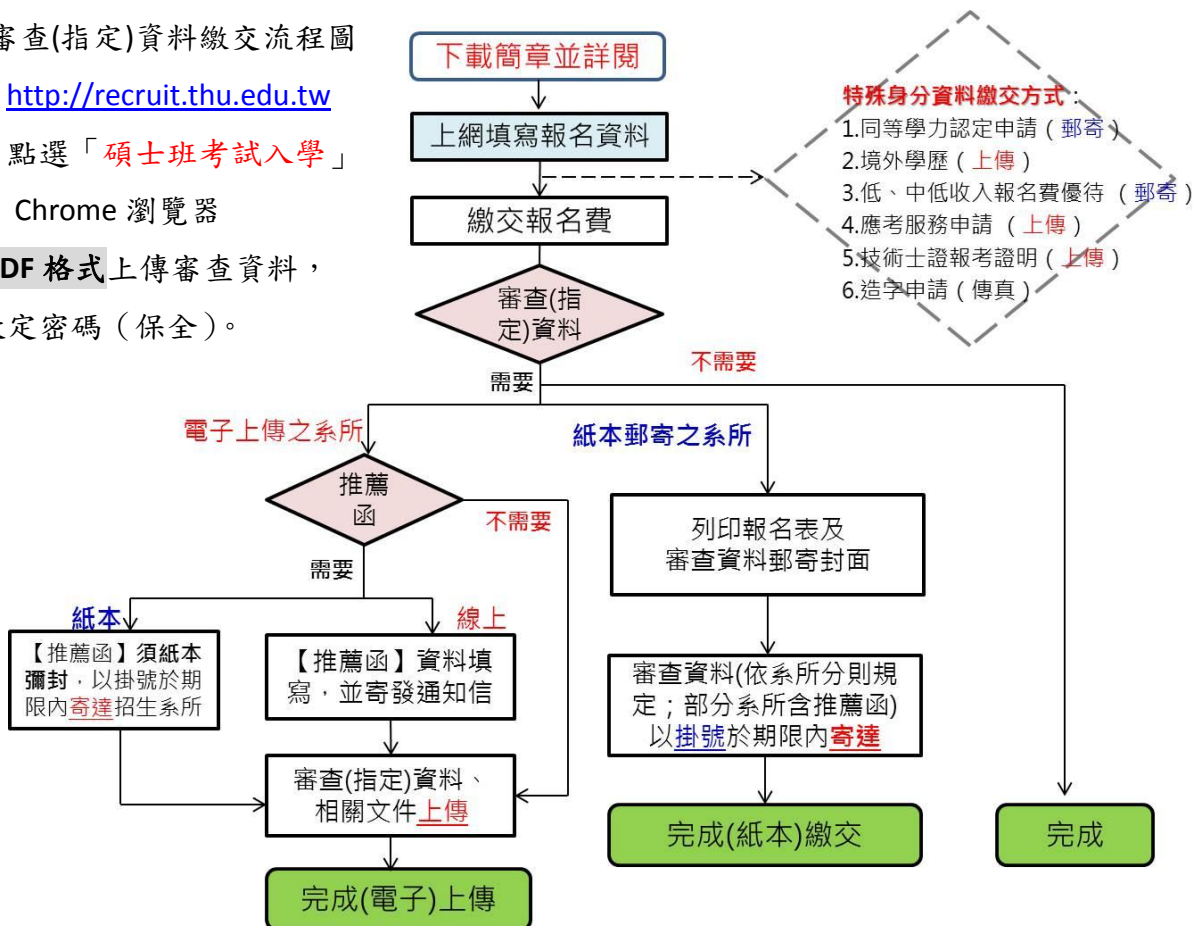 審查(指定)資料繳交流程圖
http://recruit.thu.edu.tw
點選「碩士班考試入學」
Chrome 瀏覽器
DF 格式上傳審查資料，
定密碼（保全）。
下載簡章並詳閱
上網填寫報名資料
繳交報名費
審查(指
定)資料
特殊身分資料繳交方式：
1.同等學力認定申請（郵寄）
2.境外學歷（上傳）
3.低、中低收入報名費優待 （郵寄）
4.應考服務申請 （上傳）
5.技術士證報考證明（上傳）
6.造字申請（傳真）
需要
不需要
電子上傳之系所
紙本郵寄之系所
推薦
函
不需要
需要
列印報名表及
審查資料郵寄封面
紙本
線上
【推薦函】須紙本
彌封，以掛號於期
限內寄達招生系所
【推薦函】資料填
寫，並寄發通知信
審查資料(依系所分則規
定；部分系所含推薦函)
以掛號於期限內寄達
審查(指定)資料、
相關文件上傳
完成(紙本)繳交
完成
完成(電子)上傳